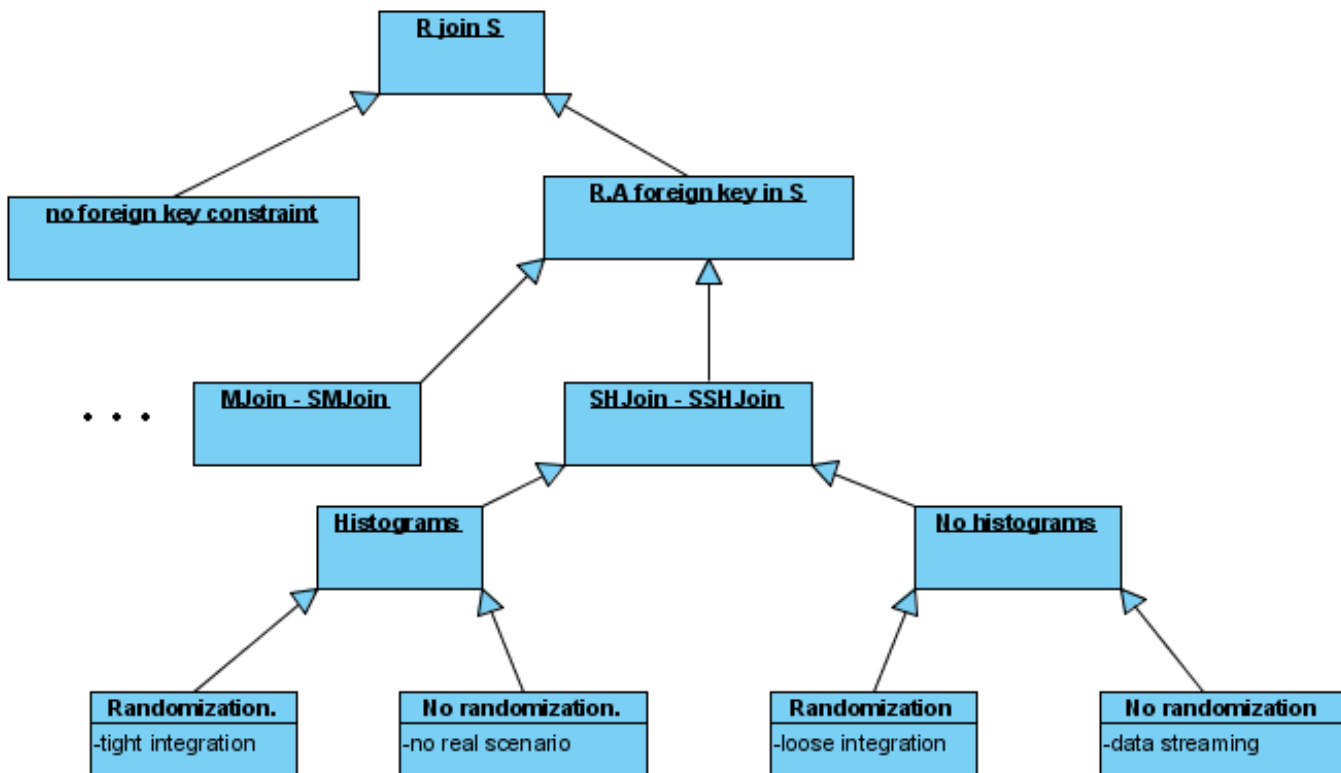 R join S
no foreign key constraint
R.A foreign key in S
. . .
MJoin - SMJoin
SHJoin - SSHJoin
Histograms
No histograms
Randomization.
-tight integration
No randomization.
-no real scenario
Randomization
-loose integration
No randomization
-data streaming